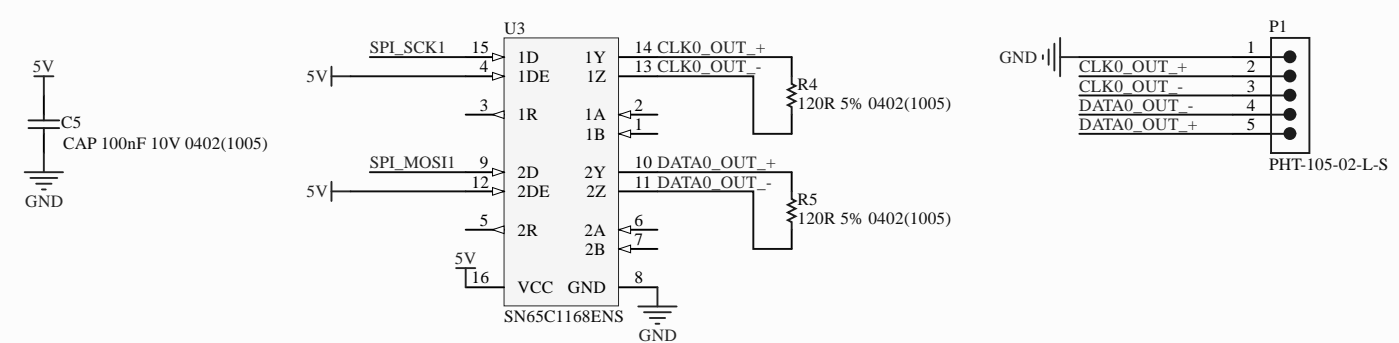 5V
C5
CAP 100nF 10V 0402(1005)
GND
U3
SPI_SCK1 15 1D 1Y 14 CLK0_OUT_+
5V 4 1DE 1Z 13 CLK0_OUT_-
R4
120R 5% 0402(1005)
3 1R 1A 2
1B 1
SPI_MOSI1 9 2D 2Y 10 DATA0_OUT_+
5V 12 2DE 2Z 11 DATA0_OUT_-
R5
120R 5% 0402(1005)
5 2R 2A 6
2B 7
5V
16 VCC GND 8
SN65C1168ENS
GND
P1
GND 1
CLK0_OUT_+ 2
CLK0_OUT_- 3
DATA0_OUT_- 4
DATA0_OUT_+ 5
PHT-105-02-L-S